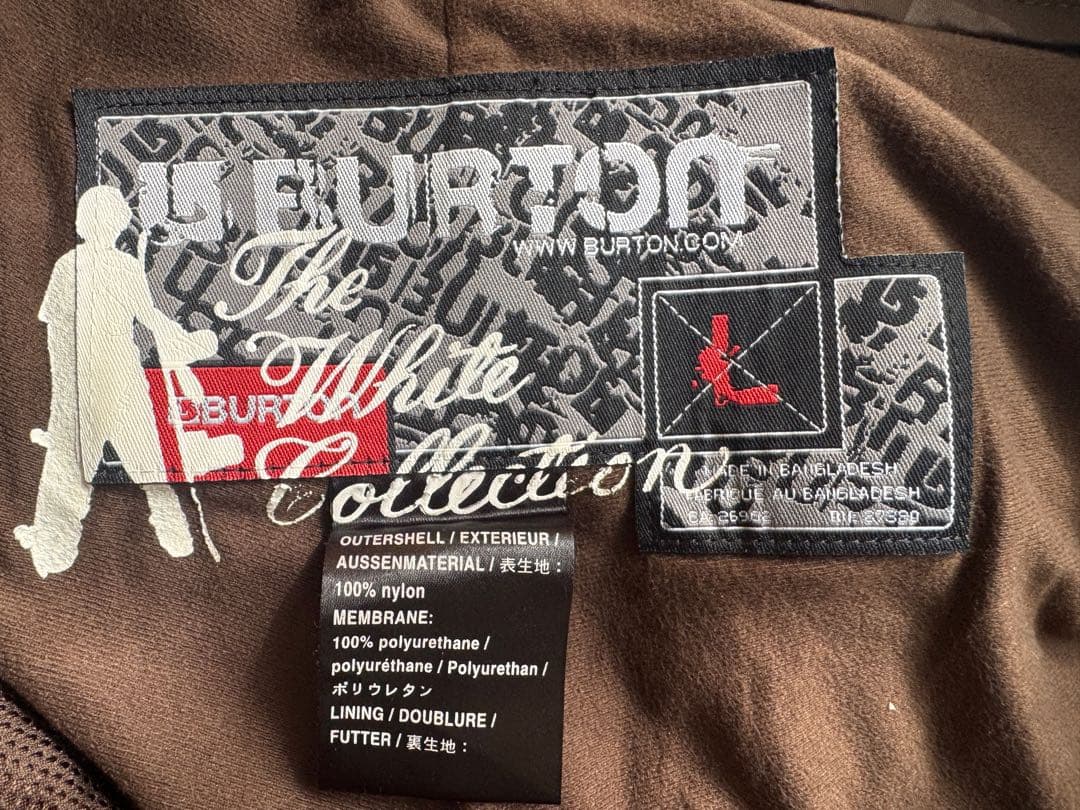 BURTON
WWW.BURTON.COM
The
White
Collection
BURTON
L
MADE IN BANGLADESH
FABRIQUE AU BANGLADESH
OUTERSHELL / EXTERIEUR /
AUSSENMATERIAL / 表生地 :
100% nylon
MEMBRANE:
100% polyurethane /
polyuréthane / Polyurethan /
ポリウレタン
LINING / DOUBLURE /
FUTTER / 裏生地 :